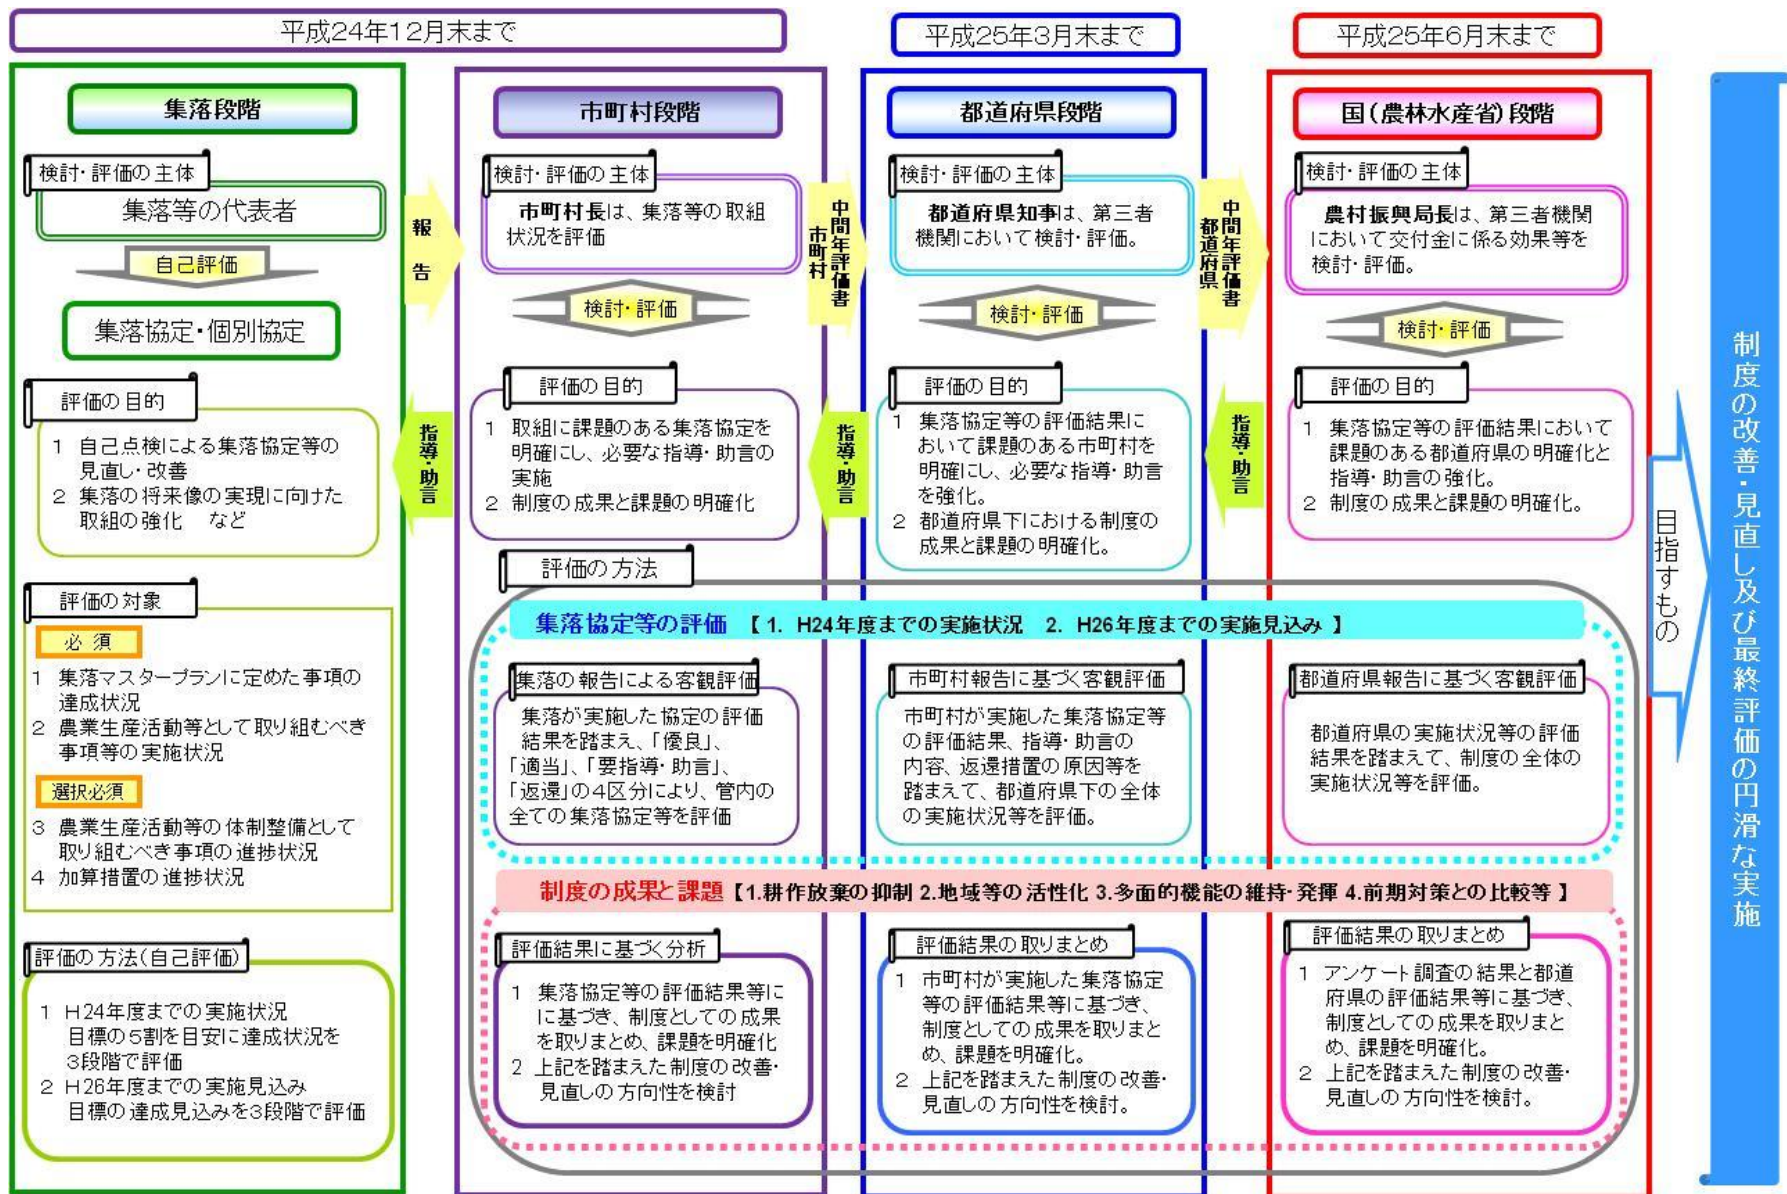 平成24年12月末まで
平成25年3月末まで
平成25年6月末まで
集落段階
検討・評価の主体
集落等の代表者
自己評価
集落協定・個別協定
評価の目的
1 自己点検による集落協定等の
見直し・改善
2 集落の将来像の実現に向けた
取組の強化 など
評価の対象
必 須
1 集落マスタープランに定めた事項の
達成状況
2 農業生産活動等として取り組むべき
事項等の実施状況
選択必須
3 農業生産活動等の体制整備として
取り組むべき事項の進捗状況
4 加算措置の進捗状況
評価の方法(自己評価)
1 H24年度までの実施状況
目標の5割を目安に達成状況を
3段階で評価
2 H26年度までの実施見込み
目標の達成見込みを3段階で評価
報 告
指導・助言
市町村段階
検討・評価の主体
市町村長は、集落等の取組
状況を評価
検討・評価
評価の目的
1 取組に課題のある集落協定を
明確にし、必要な指導・助言の
実施
2 制度の成果と課題の明確化
市町村
中間年評価書
指導・助言
都道府県段階
検討・評価の主体
都道府県知事は、第三者
機関において検討・評価。
検討・評価
評価の目的
1 集落協定等の評価結果に
おいて課題のある市町村を
明確にし、必要な指導・助言
を強化。
2 都道府県下における制度の
成果と課題の明確化。
都道府県
中間年評価書
指導・助言
国(農林水産省)段階
検討・評価の主体
農村振興局長は、第三者機関
において交付金に係る効果等を
検討・評価。
検討・評価
評価の目的
1 集落協定等の評価結果において
課題のある都道府県の明確化と
指導・助言の強化。
2 制度の成果と課題の明確化。
評価の方法
集落協定等の評価 【 1. H24年度までの実施状況 2. H26年度までの実施見込み 】
集落の報告による客観評価
集落が実施した協定の評価
結果を踏まえ、「優良」、
「適当」、「要指導・助言」、
「返還」の4区分により、管内の
全ての集落協定等を評価
市町村報告に基づく客観評価
市町村が実施した集落協定等
の評価結果、指導・助言の
内容、返還措置の原因等を
踏まえて、都道府県下の全体
の実施状況等を評価。
都道府県報告に基づく客観評価
都道府県の実施状況等の評価
結果を踏まえて、制度の全体の
実施状況等を評価。
制度の成果と課題【1.耕作放棄の抑制 2.地域等の活性化 3.多面的機能の維持・発揮 4.前期対策との比較等 】
評価結果に基づく分析
1 集落協定等の評価結果等に
に基づき、制度としての成果
を取りまとめ、課題を明確化
2 上記を踏まえた制度の改善・
見直しの方向性を検討
評価結果の取りまとめ
1 市町村が実施した集落協定
等の評価結果等に基づき、
制度としての成果を取りまと
め、課題を明確化。
2 上記を踏まえた制度の改善・
見直しの方向性を検討。
評価結果の取りまとめ
1 アンケート調査の結果と都道
府県の評価結果等に基づき、
制度としての成果を取りまと
め、課題を明確化。
2 上記を踏まえた制度の改善・
見直しの方向性を検討。
目指すもの
制度の改善・見直し及び最終評価の円滑な実施